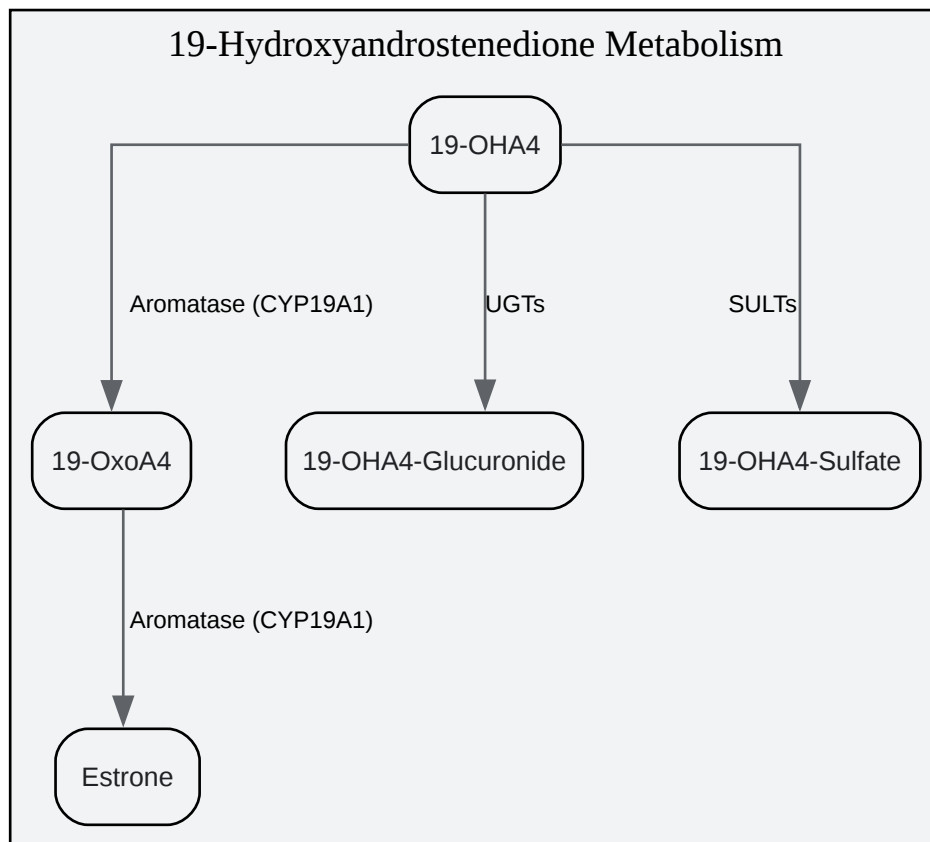 19-Hydroxyandrostenedione Metabolism
19-OHA4
Aromatase (CYP19A1)
UGTs
SULTs
19-OxoA4
19-OHA4-Glucuronide
19-OHA4-Sulfate
Aromatase (CYP19A1)
Estrone